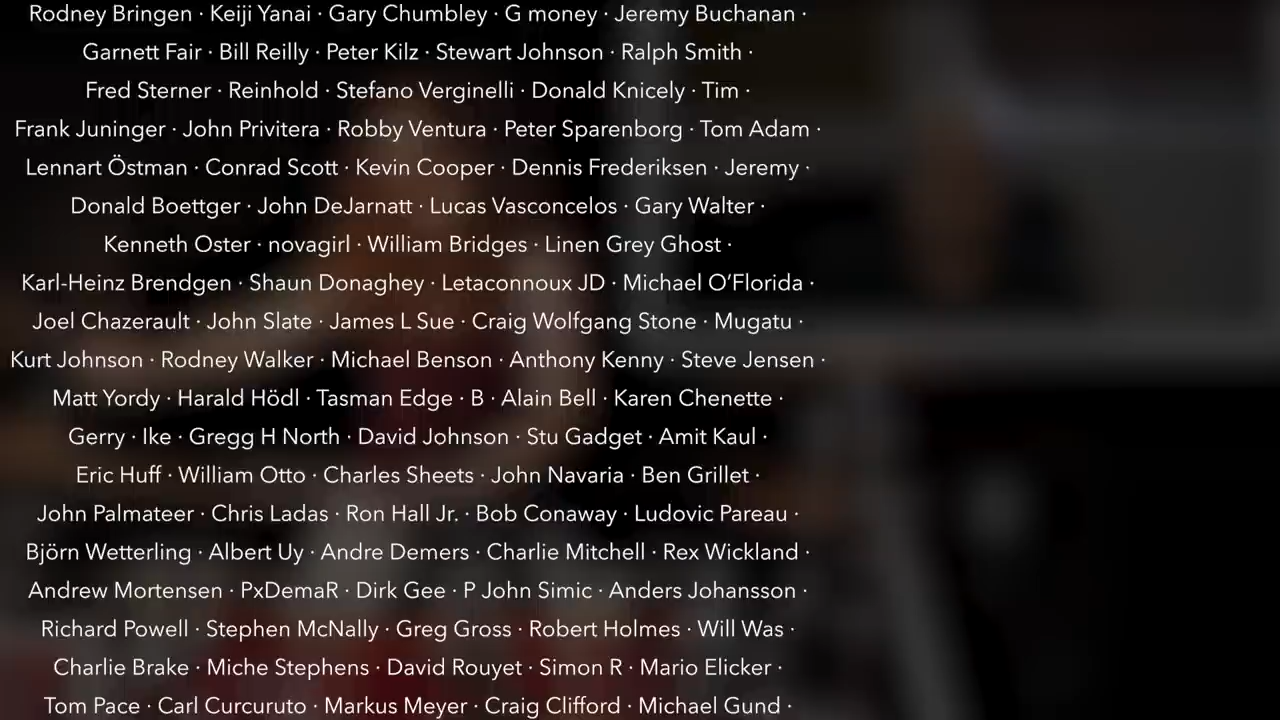 Rodney Bringen · Keiji Yanai · Gary Chumbley · G money · Jeremy Buchanan ·
Garnett Fair · Bill Reilly · Peter Kilz · Stewart Johnson · Ralph Smith ·
Fred Sterner · Reinhold · Stefano Verginelli · Donald Knicely · Tim ·
Frank Juninger · John Privitera · Robby Ventura · Peter Sparenborg · Tom Adam ·
Lennart Östman · Conrad Scott · Kevin Cooper · Dennis Frederiksen · Jeremy ·
Donald Boettger · John DeJarnatt · Lucas Vasconcelos · Gary Walter ·
Kenneth Oster · novagirl · William Bridges · Linen Grey Ghost ·
Karl-Heinz Brendgen · Shaun Donaghey · Letaconnoux JD · Michael O’Florida ·
Joel Chazerault · John Slate · James L Sue · Craig Wolfgang Stone · Mugatu ·
Kurt Johnson · Rodney Walker · Michael Benson · Anthony Kenny · Steve Jensen ·
Matt Yordy · Harald Hödl · Tasman Edge · B · Alain Bell · Karen Chenette ·
Gerry · Ike · Gregg H North · David Johnson · Stu Gadget · Amit Kaul ·
Eric Huff · William Otto · Charles Sheets · John Navaria · Ben Grillet ·
John Palmateer · Chris Ladas · Ron Hall Jr. · Bob Conaway · Ludovic Pareau ·
Björn Wetterling · Albert Uy · Andre Demers · Charlie Mitchell · Rex Wickland ·
Andrew Mortensen · PxDemaR · Dirk Gee · P John Simic · Anders Johansson ·
Richard Powell · Stephen McNally · Greg Gross · Robert Holmes · Will Was ·
Charlie Brake · Miche Stephens · David Rouyet · Simon R · Mario Elicker ·
Tom Pace · Carl Curcuruto · Markus Meyer · Craig Clifford · Michael Gund ·